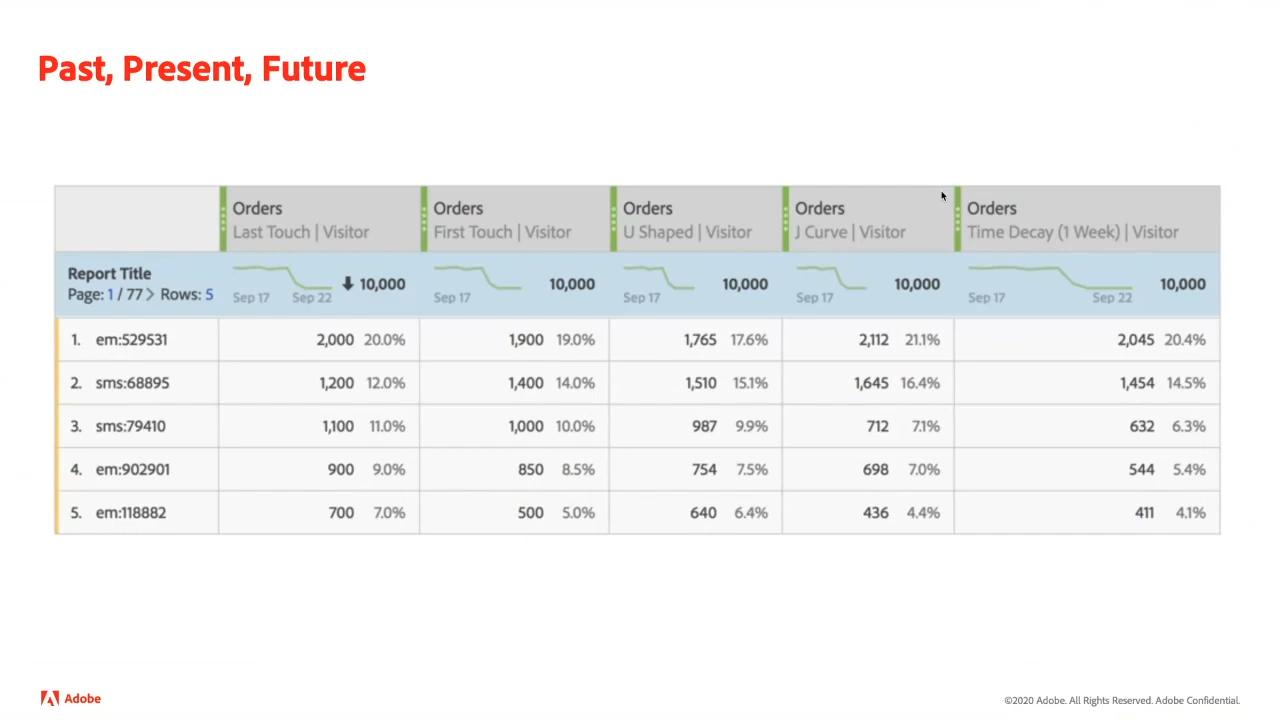 Past, Present, Future
Orders
Last Touch | Visitor
Orders
First Touch | Visitor
Orders
U Shaped | Visitor
Orders
J Curve | Visitor
Orders
Time Decay (1 Week) | Visitor
Report Title
Page: 1 / 77 > Rows: 5
Sep 17 Sep 22 10,000
Sep 17 10,000
Sep 17 10,000
Sep 17 10,000
Sep 17 Sep 22 10,000
1. em:529531 2,000 20.0% 1,900 19.0% 1,765 17.6% 2,112 21.1% 2,045 20.4%
2. sms:68895 1,200 12.0% 1,400 14.0% 1,510 15.1% 1,645 16.4% 1,454 14.5%
3. sms:79410 1,100 11.0% 1,000 10.0% 987 9.9% 712 7.1% 632 6.3%
4. em:902901 900 9.0% 850 8.5% 754 7.5% 698 7.0% 544 5.4%
5. em:118882 700 7.0% 500 5.0% 640 6.4% 436 4.4% 411 4.1%
Adobe
©2020 Adobe. All Rights Reserved. Adobe Confidential.